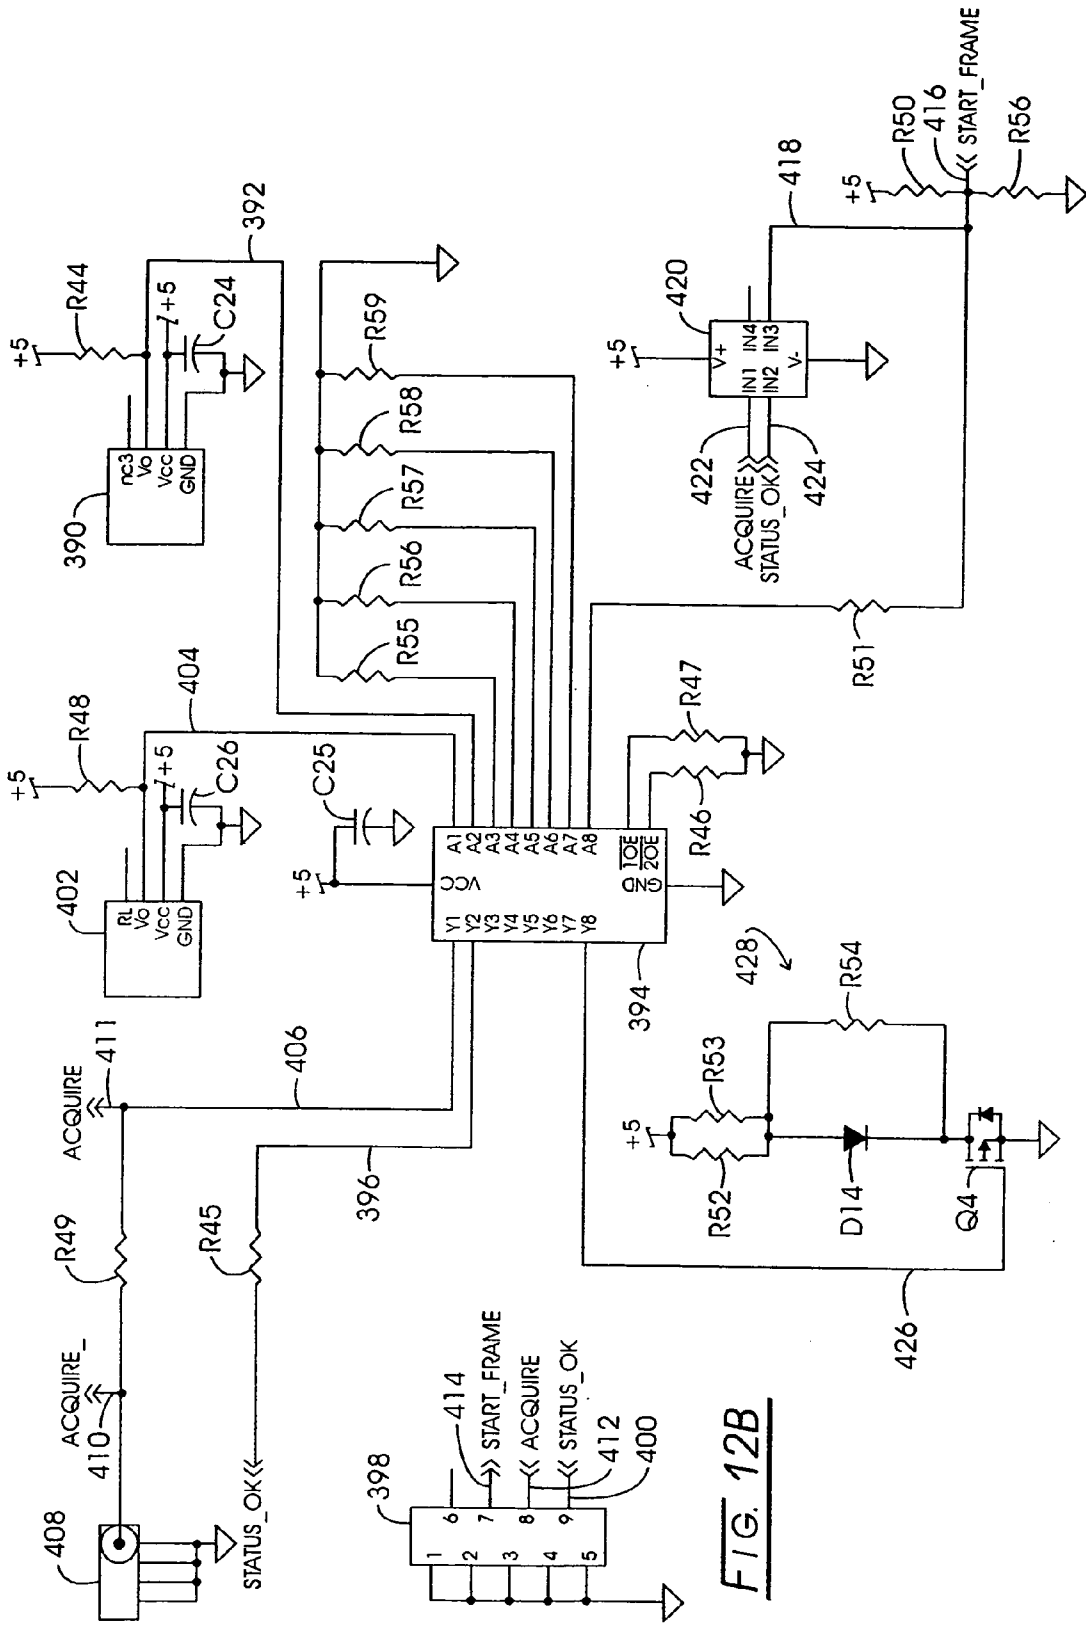 408
410
ACQUIRE_
R49
ACQUIRE
411
402
RL
Vo
Vcc
GND
+5
R48
+5
C26
404
390
nc3
Vo
Vcc
GND
+5
R44
+5
C24
392
STATUS_OK
R45
396
406
+5
C25
R55
R56
R57
R58
R59
398
1
2
3
4
5
6
7
8
9
414
START_FRAME
ACQUIRE
STATUS_OK
412
400
Y1
Y2
Y3
Y4
Y5
Y6
Y7
Y8
VCC
GND
A1
A2
A3
A4
A5
A6
A7
A8
1OE
2OE
394
R46
R47
R51
ACQUIRE
STATUS_OK
422
424
+5
420
V+
IN1
IN2
IN4
IN3
V-
418
+5
R50
416
START_FRAME
R56
428
+5
R52
R53
R54
D14
Q4
426
FIG. 12B